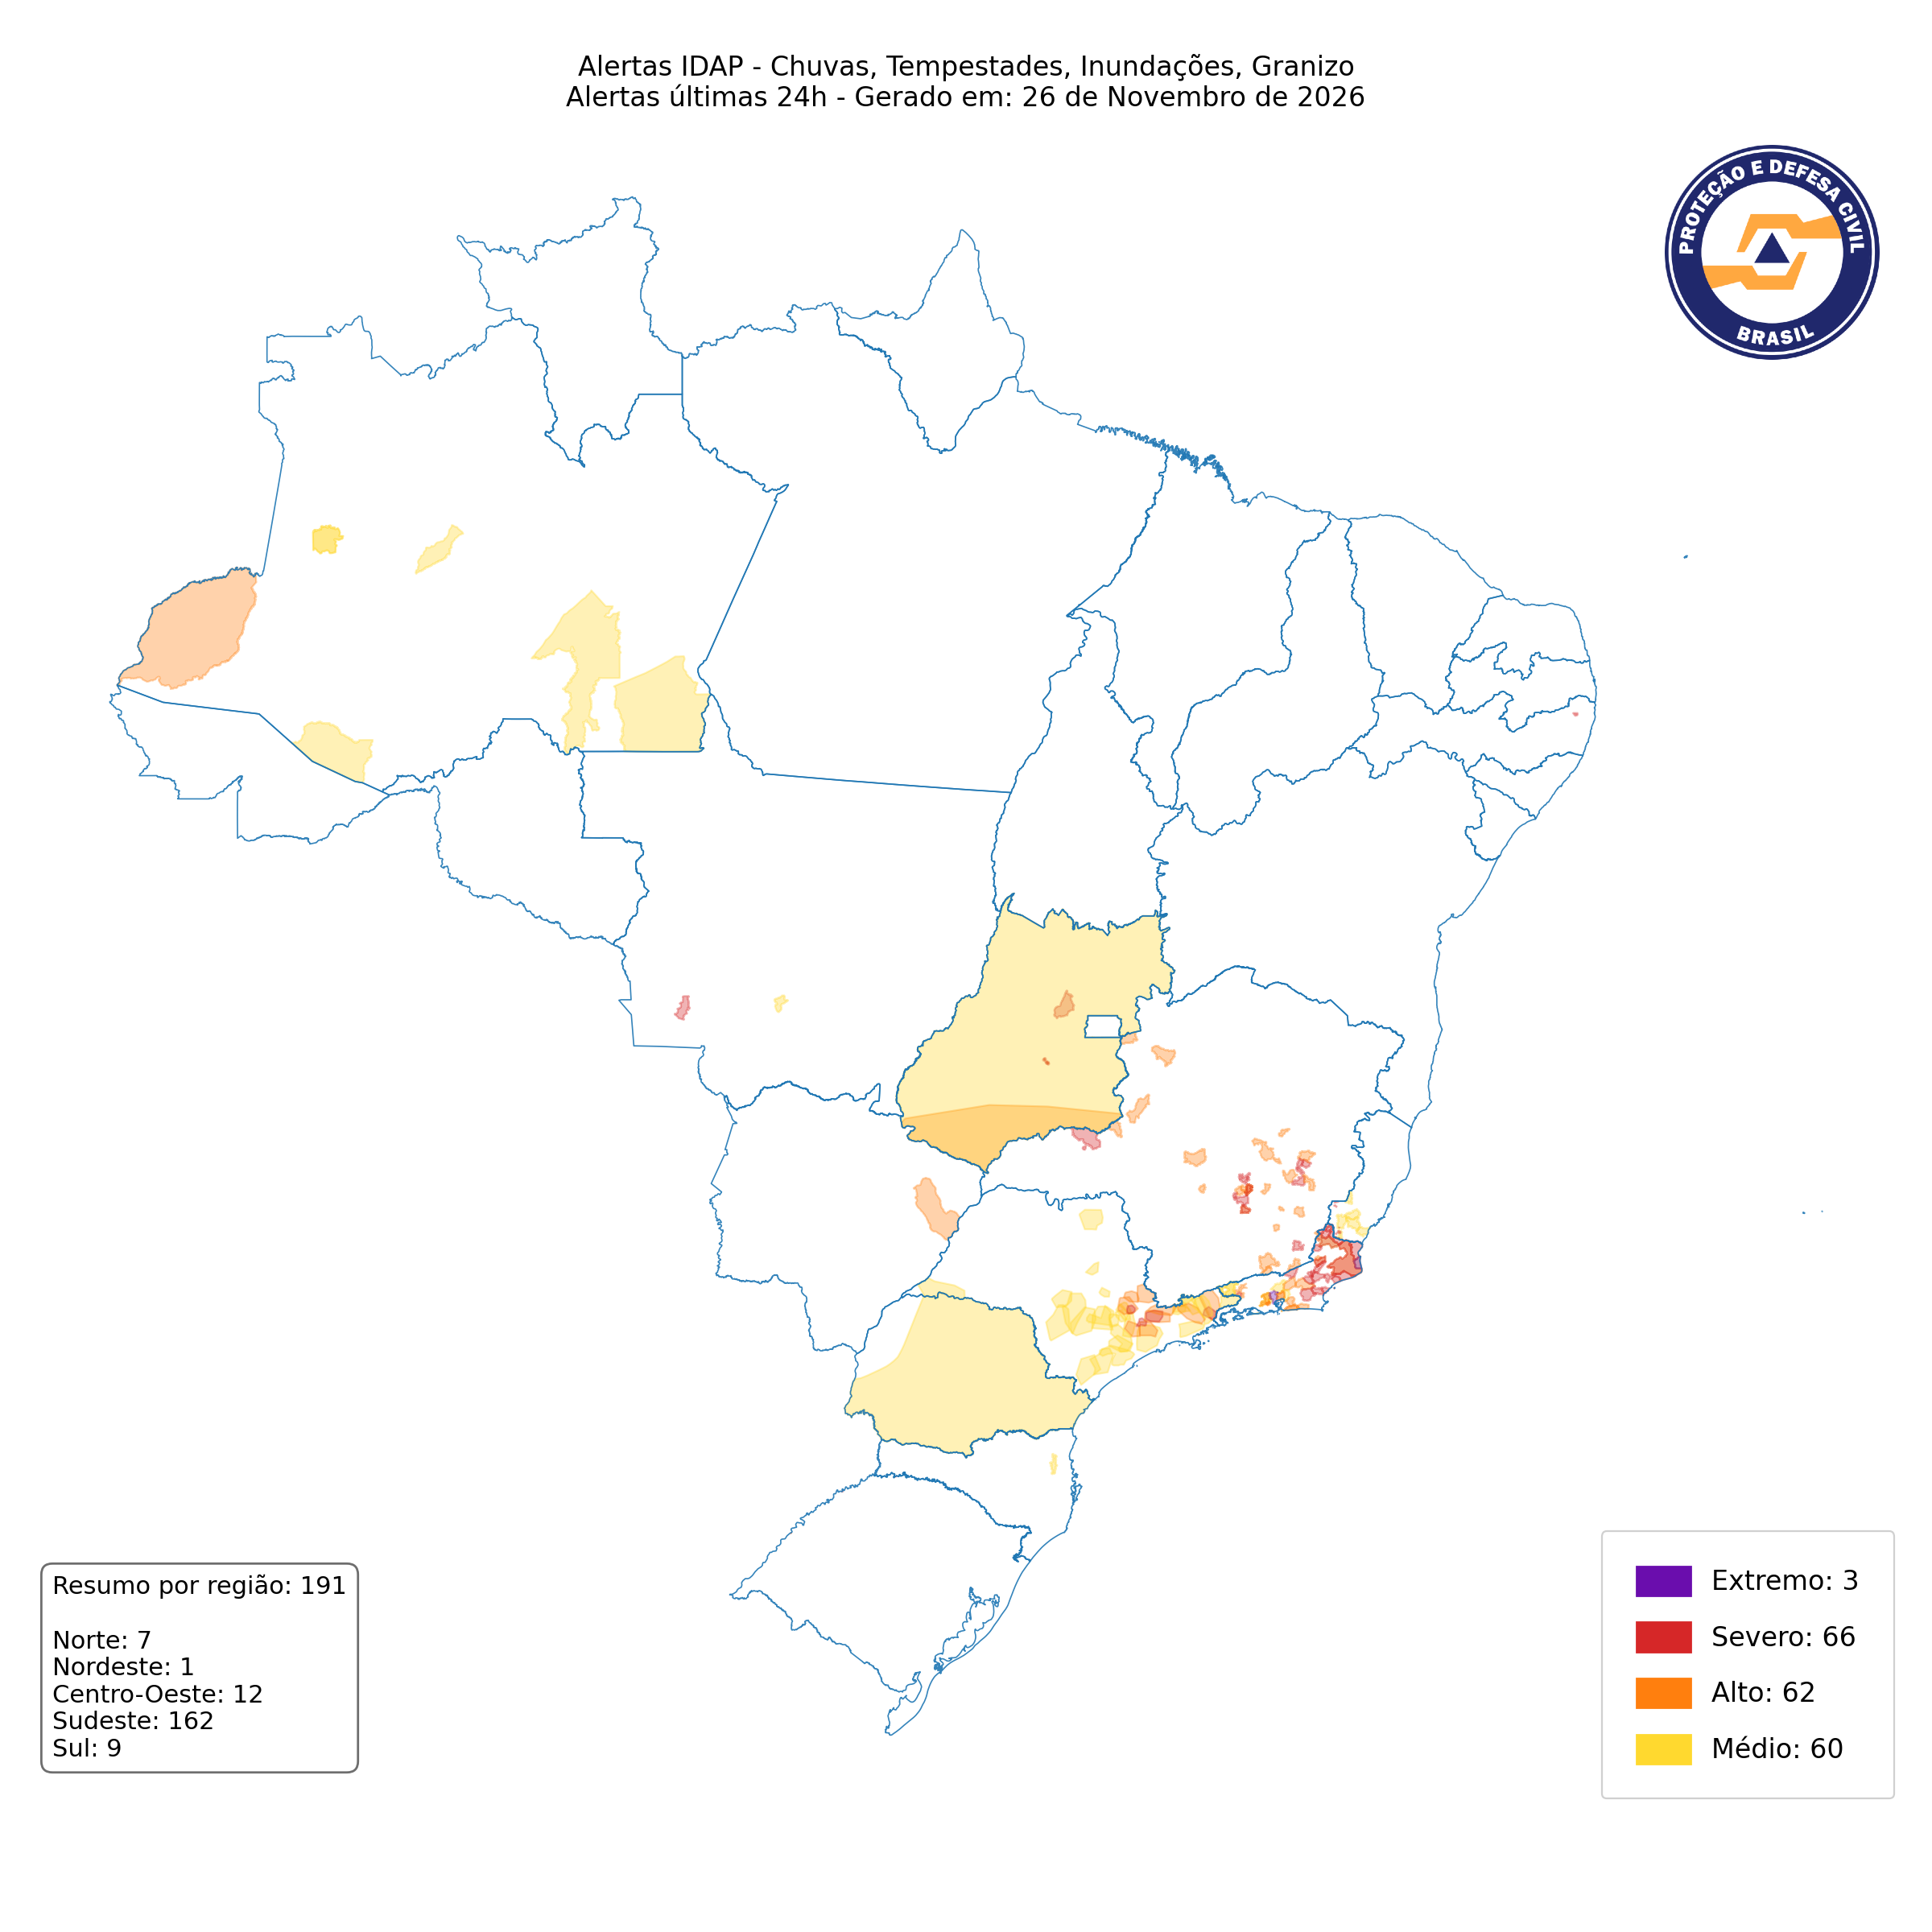 Alertas IDAP - Chuvas, Tempestades, Inundações, Granizo
Alertas últimas 24h - Gerado em: 26 de Novembro de 2026
PROTEÇÃO E DEFESA CIVIL
BRASIL
Resumo por região: 191
Norte: 7
Nordeste: 1
Centro-Oeste: 12
Sudeste: 162
Sul: 9
Extremo: 3
Severo: 66
Alto: 62
Médio: 60